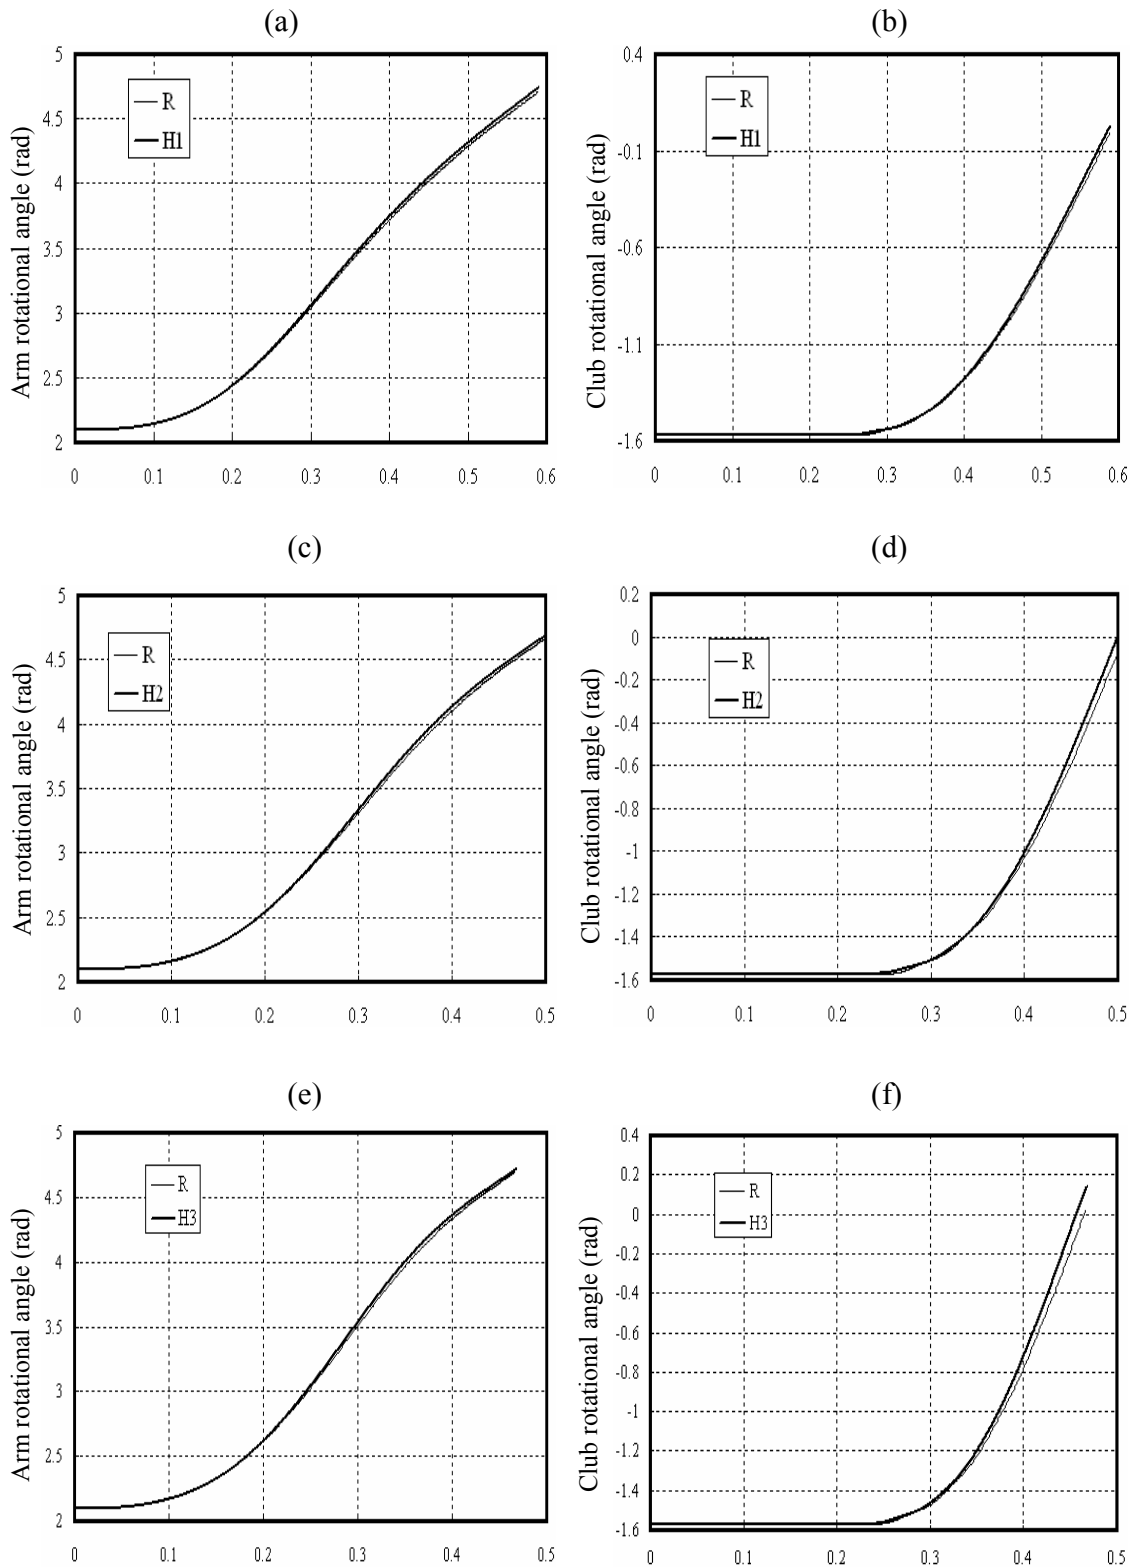 (a)
5
4.5
4
3.5
3
2.5
2
Arm rotational angle (rad)
R
H1
0 0.1 0.2 0.3 0.4 0.5 0.6
(b)
0.4
-0.1
-0.6
-1.1
-1.6
Club rotational angle (rad)
R
H1
0 0.1 0.2 0.3 0.4 0.5 0.6
(c)
5
4.5
4
3.5
3
2.5
2
Arm rotational angle (rad)
R
H2
0 0.1 0.2 0.3 0.4 0.5
(d)
0.2
0
-0.2
-0.4
-0.6
-0.8
-1
-1.2
-1.4
-1.6
Club rotational angle (rad)
R
H2
0 0.1 0.2 0.3 0.4 0.5
(e)
5
4.5
4
3.5
3
2.5
2
Arm rotational angle (rad)
R
H3
0 0.1 0.2 0.3 0.4 0.5
(f)
0.4
0.2
0
-0.2
-0.4
-0.6
-0.8
-1
-1.2
-1.4
-1.6
Club rotational angle (rad)
R
H3
0 0.1 0.2 0.3 0.4 0.5